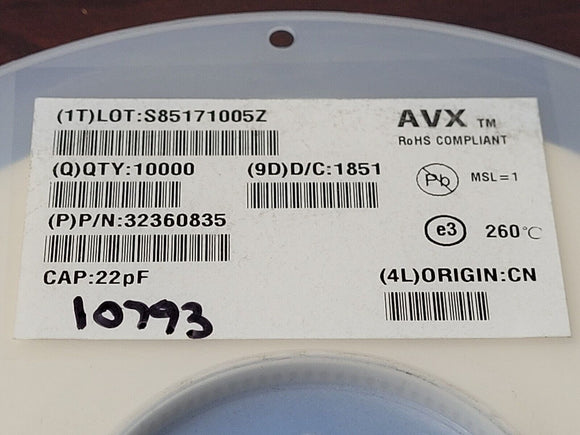 (1T)LOT:S85171005Z
AVX TM
RoHS COMPLIANT
(Q)QTY:10000
(9D)D/C:1851
Pb
MSL=1
(P)P/N:32360835
e3
260℃
CAP:22pF
(4L)ORIGIN:CN
10793